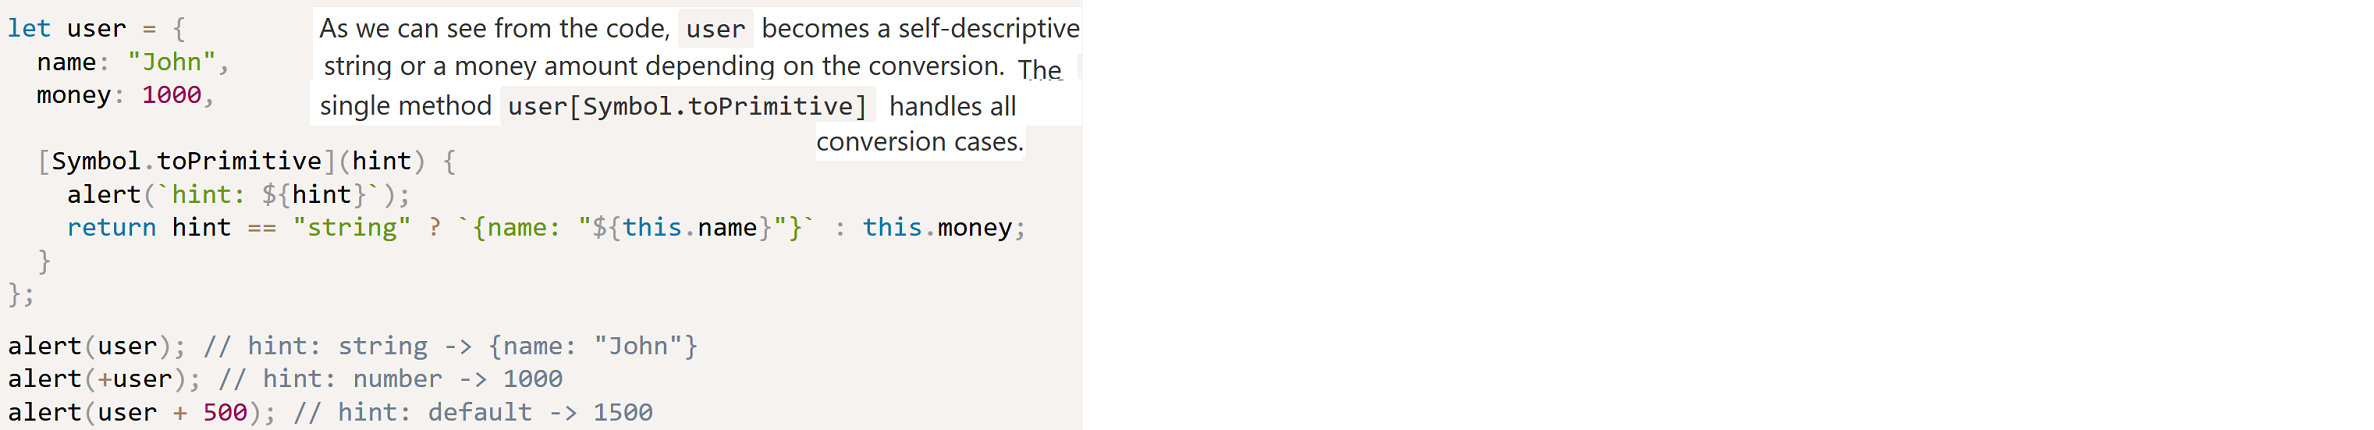 let user = {
  name: "John",
  money: 1000,

  [Symbol.toPrimitive](hint) {
    alert(`hint: ${hint}`);
    return hint == "string" ? `{name: "${this.name}"}` : this.money;
  }
};
As we can see from the code, user becomes a self-descriptive
string or a money amount depending on the conversion. The
single method user[Symbol.toPrimitive] handles all
conversion cases.
alert(user); // hint: string -> {name: "John"}
alert(+user); // hint: number -> 1000
alert(user + 500); // hint: default -> 1500